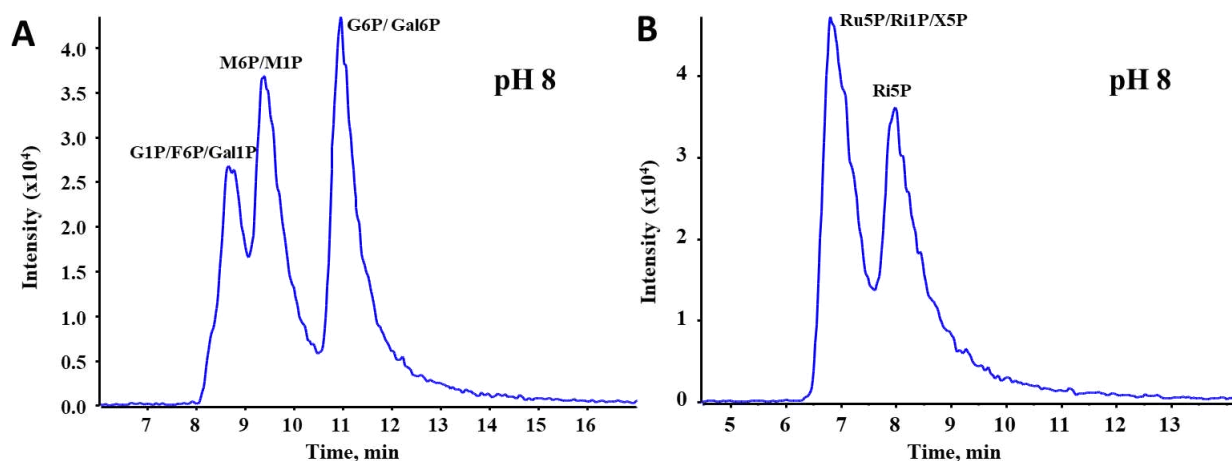 A
G6P/ Gal6P
M6P/M1P
pH 8
G1P/F6P/Gal1P
Intensity (x10⁴)
4.0
3.5
3.0
2.5
2.0
1.5
1.0
0.5
0.0
7 8 9 10 11 12 13 14 15 16
Time, min
B
Ru5P/Ri1P/X5P
Ri5P
pH 8
Intensity (x10⁴)
4
3
2
1
0
5 6 7 8 9 10 11 12 13
Time, min